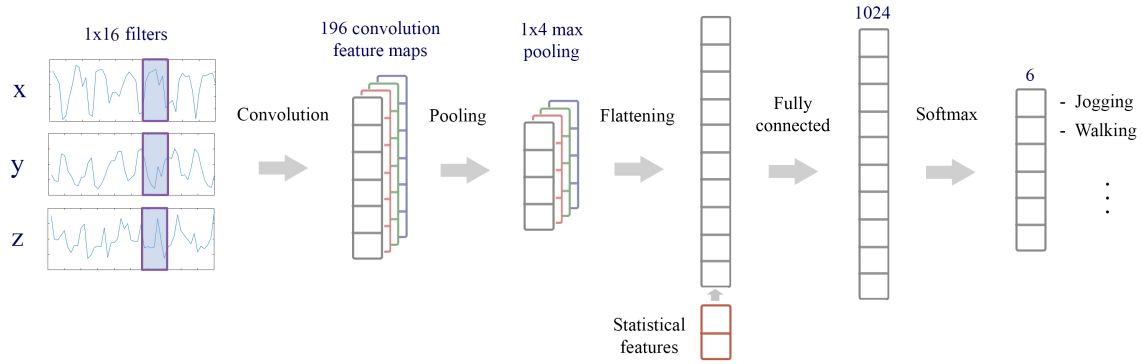 1x16 filters
x
y
z
Convolution
196 convolution
feature maps
Pooling
1x4 max
pooling
Flattening
Statistical
features
Fully
connected
1024
Softmax
6
- Jogging
- Walking